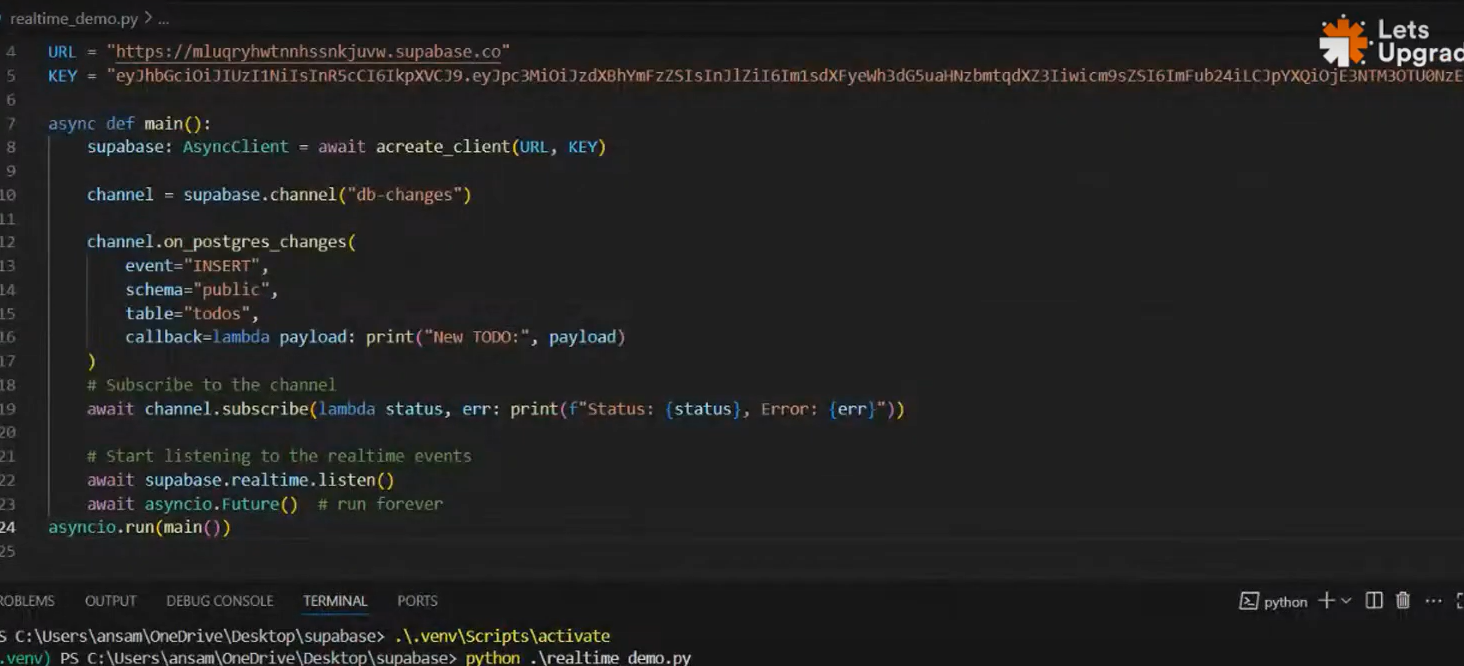 realtime_demo.py > ...
Lets
Upgrad
4 URL = "https://mluqryhwtnnhssnkjuvw.supabase.co"
5 KEY = "eyJhbGciOiJIUzI1NiIsInR5cCI6IkpXVCJ9.eyJpc3MiOiJzdXBhYmFzZSIsInJlZiI6Im1sdXFyeWh3dG5uaHNzbmtqdXZ3Iiwicm9sZSI6ImFub24iLCJpYXQiOjE3NTM3OTU0NzE
6
7 async def main():
8 supabase: AsyncClient = await acreate_client(URL, KEY)
9
10 channel = supabase.channel("db-changes")
11
12 channel.on_postgres_changes(
13 event="INSERT",
14 schema="public",
15 table="todos",
16 callback=lambda payload: print("New TODO:", payload)
17 )
18 # Subscribe to the channel
19 await channel.subscribe(lambda status, err: print(f"Status: {status}, Error: {err}"))
20
21 # Start listening to the realtime events
22 await supabase.realtime.listen()
23 await asyncio.Future() # run forever
24 asyncio.run(main())
25
ROBLEMS OUTPUT DEBUG CONSOLE TERMINAL PORTS python
S C:\Users\ansam\OneDrive\Desktop\supabase> .\.venv\Scripts\activate
.venv) PS C:\Users\ansam\OneDrive\Desktop\supabase> python .\realtime_demo.py